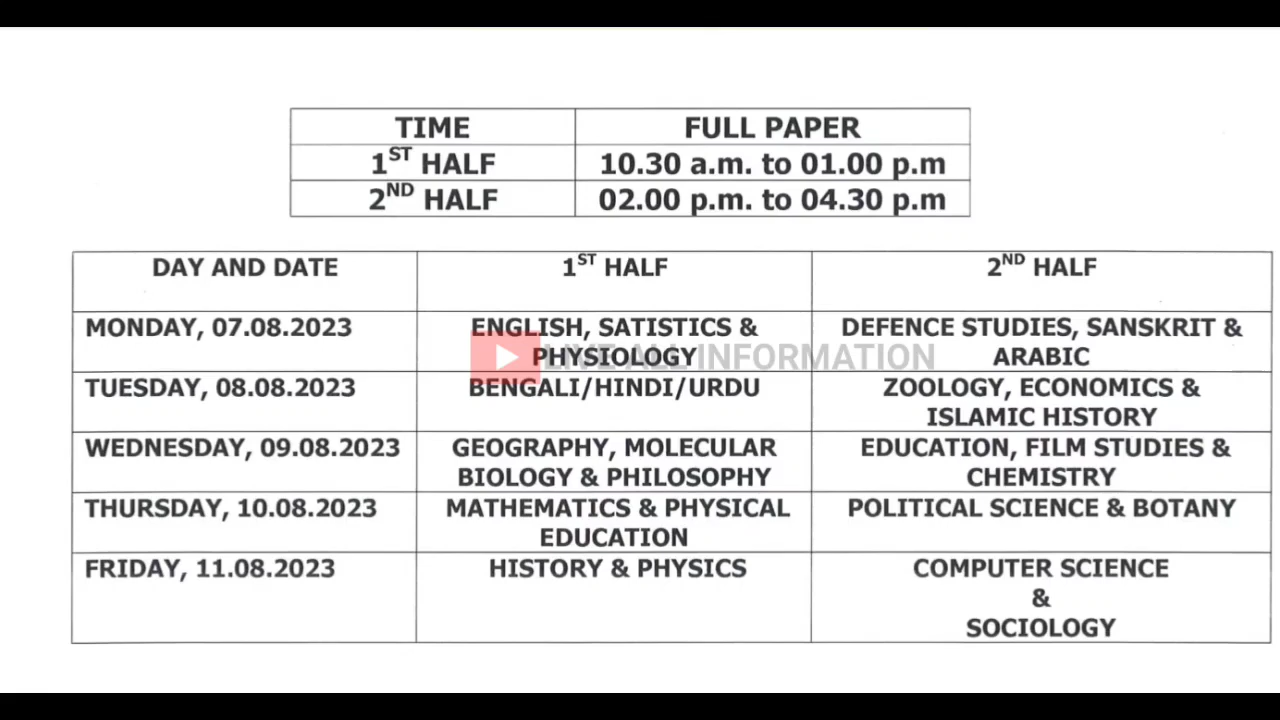 TIME FULL PAPER
1ST HALF 10.30 a.m. to 01.00 p.m
2ND HALF 02.00 p.m. to 04.30 p.m
DAY AND DATE 1ST HALF 2ND HALF
MONDAY, 07.08.2023 ENGLISH, SATISTICS & DEFENCE STUDIES, SANSKRIT &
PHYSIOLOGY ARABIC
LIVE ALL INFORMATION
TUESDAY, 08.08.2023 BENGALI/HINDI/URDU ZOOLOGY, ECONOMICS &
ISLAMIC HISTORY
WEDNESDAY, 09.08.2023 GEOGRAPHY, MOLECULAR EDUCATION, FILM STUDIES &
BIOLOGY & PHILOSOPHY CHEMISTRY
THURSDAY, 10.08.2023 MATHEMATICS & PHYSICAL POLITICAL SCIENCE & BOTANY
EDUCATION
FRIDAY, 11.08.2023 HISTORY & PHYSICS COMPUTER SCIENCE
&
SOCIOLOGY